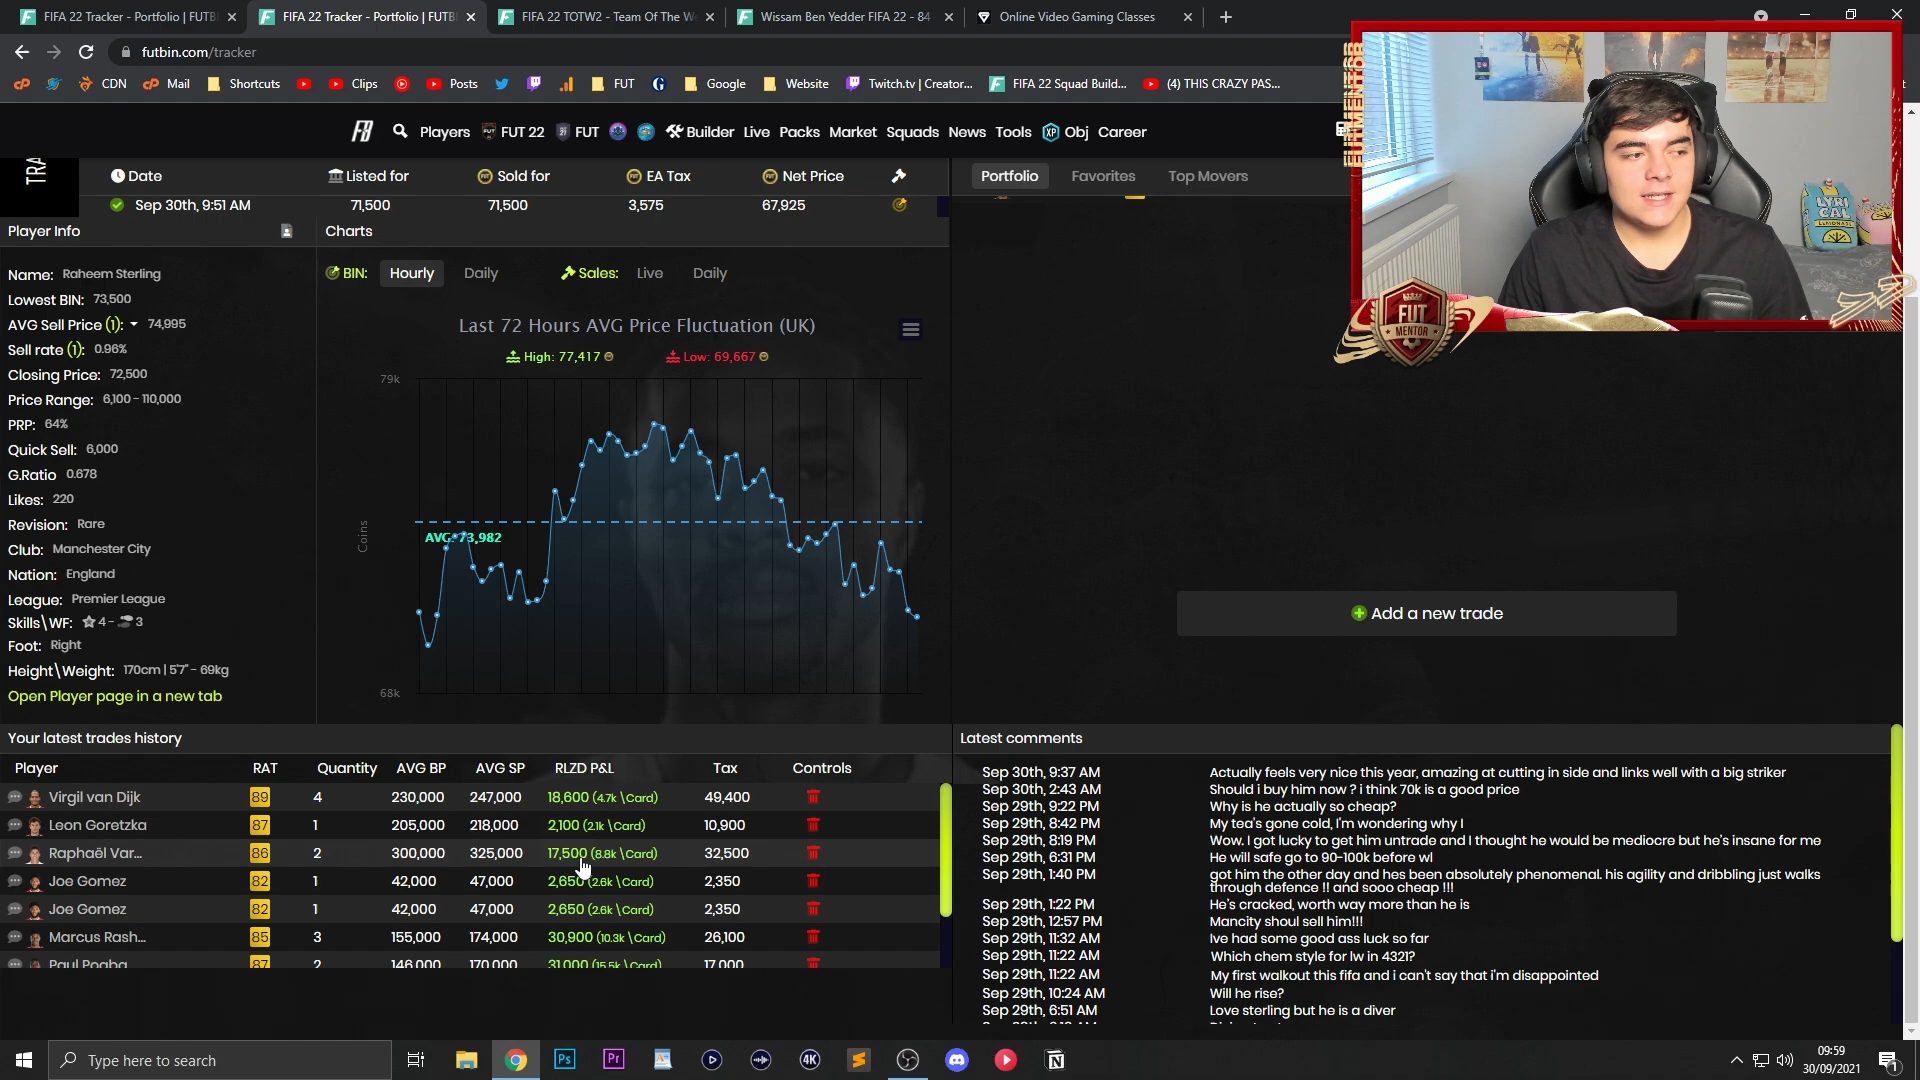 FIFA 22 Tracker - Portfolio | FUTB
FIFA 22 Tracker - Portfolio | FUTB
FIFA 22 TOTW2 - Team Of The W
Wissam Ben Yedder FIFA 22 - 84
Online Video Gaming Classes
futbin.com/tracker
CDN
Mail
Shortcuts
Clips
Posts
FUT
Google
Website
Twitch.tv | Creator...
FIFA 22 Squad Build...
(4) THIS CRAZY PAS...
Players FUT 22 FUT Builder Live Packs Market Squads News Tools Obj Career
Date Listed for Sold for EA Tax Net Price
Sep 30th, 9:51 AM 71,500 71,500 3,575 67,925
Portfolio Favorites Top Movers
Player Info
Charts
Name: Raheem Sterling
Lowest BIN: 73,500
AVG Sell Price (1): 74,995
Sell rate (1): 0.96%
Closing Price: 72,500
Price Range: 6,100 - 110,000
PRP: 64%
Quick Sell: 6,000
G.Ratio 0.678
Likes: 220
Revision: Rare
Club: Manchester City
Nation: England
League: Premier League
Skills\WF: 4 - 3
Foot: Right
Height\Weight: 170cm | 5'7" - 69kg
Open Player page in a new tab
BIN: Hourly Daily Sales: Live Daily
Last 72 Hours AVG Price Fluctuation (UK)
High: 77,417 Low: 69,667
79k
Coins
AVG: 73,982
68k
Add a new trade
FUTMENTOR
FUT
MENTOR
LYRI
CAL
LEMONADE
Your latest trades history
Player RAT Quantity AVG BP AVG SP RLZD P&L Tax Controls
Virgil van Dijk 89 4 230,000 247,000 18,600 (4.7k \Card) 49,400
Leon Goretzka 87 1 205,000 218,000 2,100 (2.1k \Card) 10,900
Raphaël Var... 86 2 300,000 325,000 17,500 (8.8k \Card) 32,500
Joe Gomez 82 1 42,000 47,000 2,650 (2.6k \Card) 2,350
Joe Gomez 82 1 42,000 47,000 2,650 (2.6k \Card) 2,350
Marcus Rash... 85 3 155,000 174,000 30,900 (10.3k \Card) 26,100
Paul Pogba 87 2 146,000 170,000 31,000 (15.5k \Card) 17,000
Latest comments
Sep 30th, 9:37 AM Actually feels very nice this year, amazing at cutting in side and links well with a big striker
Sep 30th, 2:43 AM Should i buy him now ? i think 70k is a good price
Sep 29th, 9:22 PM Why is he actually so cheap?
Sep 29th, 8:42 PM My tea's gone cold, I'm wondering why I
Sep 29th, 8:19 PM Wow. I got lucky to get him untrade and I thought he would be mediocre but he's insane for me
Sep 29th, 6:31 PM He will safe go to 90-100k before wl
Sep 29th, 1:40 PM got him the other day and hes been absolutely phenomenal. his agility and dribbling just walks
through defence !! and sooo cheap !!!
Sep 29th, 1:22 PM He's cracked, worth way more than he is
Sep 29th, 12:57 PM Mancity shoul sell him!!!
Sep 29th, 11:32 AM Ive had some good ass luck so far
Sep 29th, 11:22 AM Which chem style for lw in 4321?
Sep 29th, 11:22 AM My first walkout this fifa and i can't say that i'm disappointed
Sep 29th, 10:24 AM Will he rise?
Sep 29th, 6:51 AM Love sterling but he is a diver
Type here to search
Ps
Pr
4K
09:59
30/09/2021
1